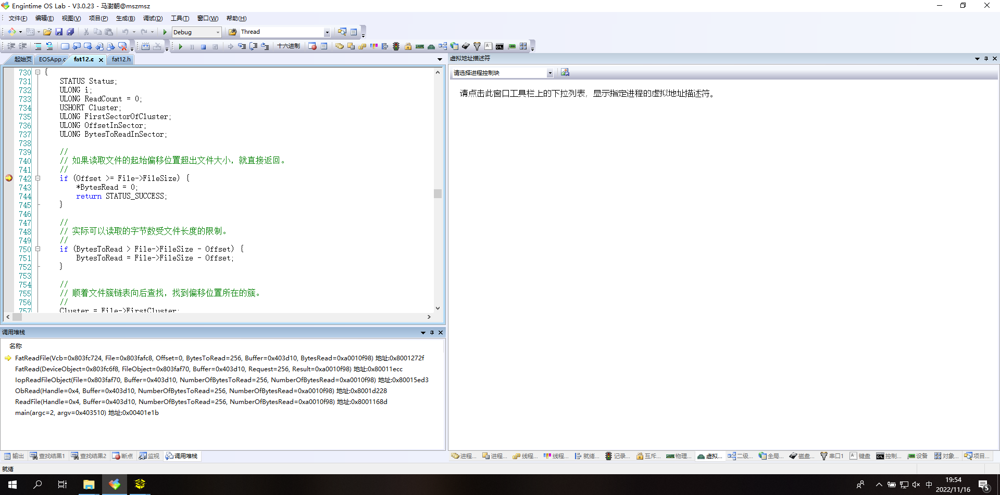 Engintime OS Lab - V3.0.23 - 马澍朝@mszmsz
文件(F) 编辑(E) 视图(V) 项目(P) 生成(B) 调试(D) 工具(T) 窗口(W) 帮助(H)
Debug Thread
十六进制
起始页 EOSApp.c fat12.c fat12.h
730 {
731 STATUS Status;
732 ULONG i;
733 ULONG ReadCount = 0;
734 USHORT Cluster;
735 ULONG FirstSectorOfCluster;
736 ULONG OffsetInSector;
737 ULONG BytesToReadInSector;
738
739 //
740 // 如果读取文件的起始偏移位置超出文件大小，就直接返回。
741 //
742 if (Offset >= File->FileSize) {
743 *BytesRead = 0;
744 return STATUS_SUCCESS;
745 }
746
747 //
748 // 实际可以读取的字节数受文件长度的限制。
749 //
750 if (BytesToRead > File->FileSize - Offset) {
751 BytesToRead = File->FileSize - Offset;
752 }
753
754 //
755 // 顺着文件簇链表向后查找，找到偏移位置所在的簇。
756 //
757 Cluster = File->FirstCluster;
调用堆栈
名称
FatReadFile(Vcb=0x803fc724, File=0x803fafc8, Offset=0, BytesToRead=256, Buffer=0x403d10, BytesRead=0xa0010f98) 地址:0x8001272f
FatRead(DeviceObject=0x803fc6f8, FileObject=0x803faf70, Buffer=0x403d10, Request=256, Result=0xa0010f98) 地址:0x80011ecc
IopReadFileObject(File=0x803faf70, Buffer=0x403d10, NumberOfBytesToRead=256, NumberOfBytesRead=0xa0010f98) 地址:0x80015ed3
ObRead(Handle=0x4, Buffer=0x403d10, NumberOfBytesToRead=256, NumberOfBytesRead=0xa0010f98) 地址:0x8001d228
ReadFile(Handle=0x4, Buffer=0x403d10, NumberOfBytesToRead=256, NumberOfBytesRead=0xa0010f98) 地址:0x8001168d
main(argc=2, argv=0x403510) 地址:0x00401e1b
输出 查找结果1 查找结果2 断点 监视 调用堆栈
虚拟地址描述符
请选择进程控制块
请点击此窗口工具栏上的下拉列表，显示指定进程的虚拟地址描述符。
进程... 进程... 线程... 线程... 就绪... 记录... 互斥... 物理... 虚拟... 二级... 全局... 磁盘... 串口1 键盘 控制... 设备 对象... 项目...
就绪
中
19:54
2022/11/16
5